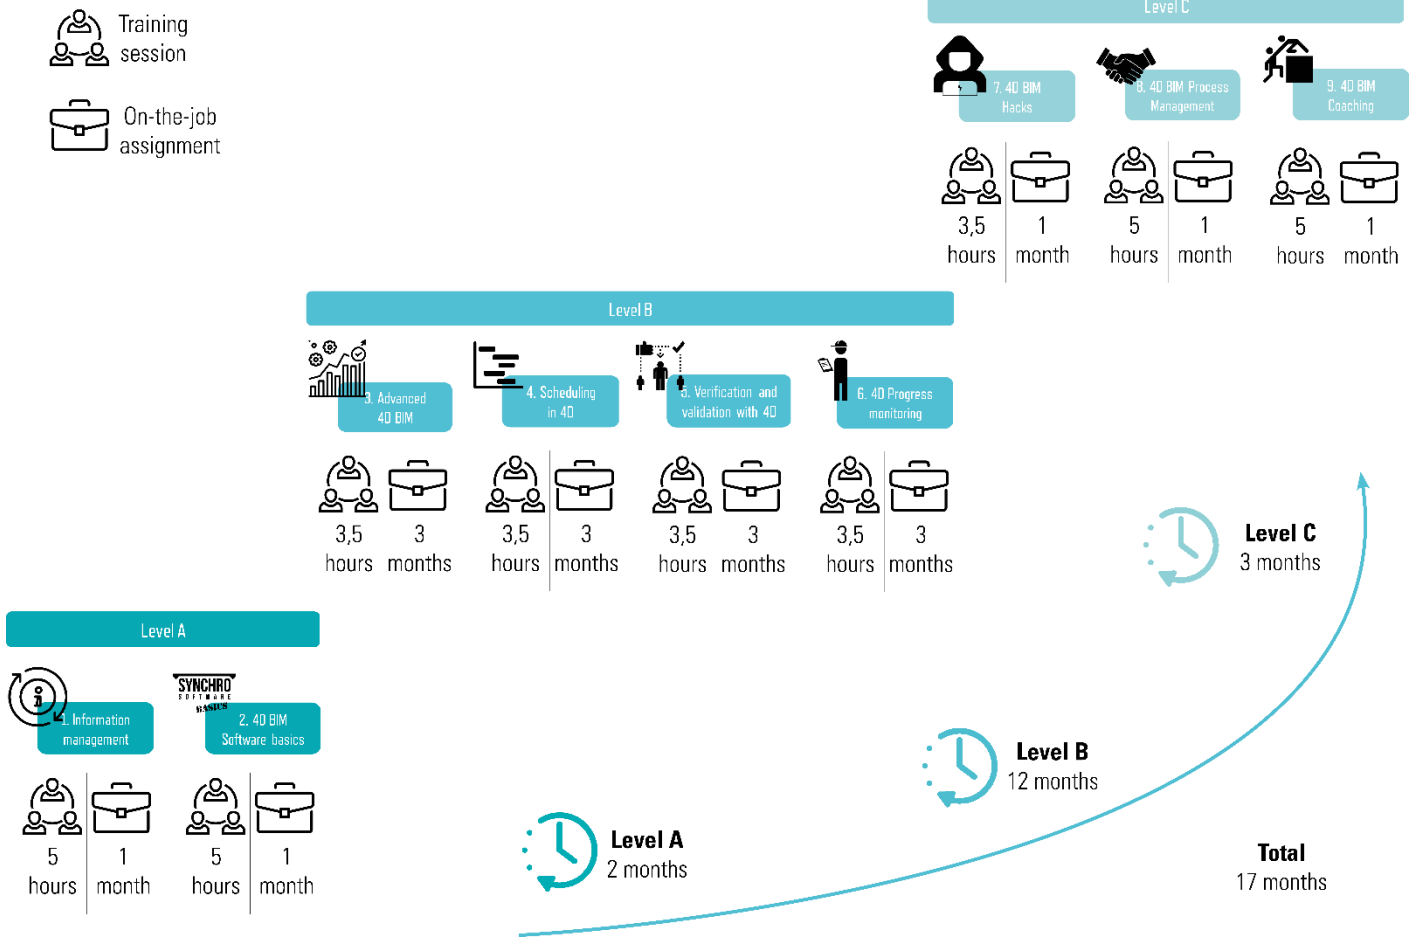 Training
session
On-the-job
assignment
Level C
7. 4D BIM
Hacks
8. 4D BIM Process
Management
9. 4D BIM
Coaching
3,5
hours
1
month
5
hours
1
month
5
hours
1
month
Level B
3. Advanced
4D BIM
4. Scheduling
in 4D
5. Verification and
validation with 4D
6. 4D Progress
monitoring
3,5
hours
3
months
3,5
hours
3
months
3,5
hours
3
months
3,5
hours
3
months
Level A
1. Information
management
SYNCHRO
SOFTWARE
BASICS
2. 4D BIM
Software basics
5
hours
1
month
5
hours
1
month
Level C
3 months
Level B
12 months
Level A
2 months
Total
17 months